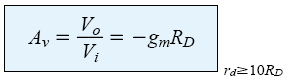 A_v = V_o / V_i = -g_m R_D
r_d ≥ 10R_D